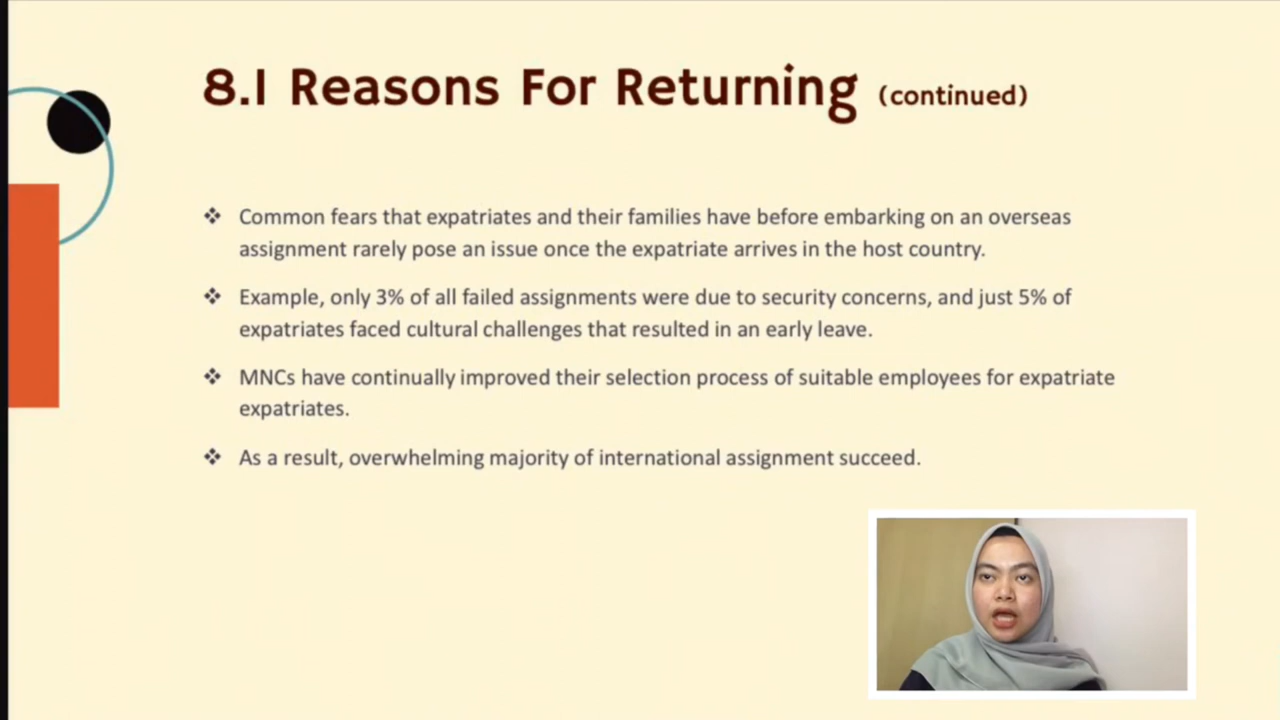 8.1 Reasons For Returning (continued)
❖ Common fears that expatriates and their families have before embarking on an overseas
assignment rarely pose an issue once the expatriate arrives in the host country.
❖ Example, only 3% of all failed assignments were due to security concerns, and just 5% of
expatriates faced cultural challenges that resulted in an early leave.
❖ MNCs have continually improved their selection process of suitable employees for expatriate
expatriates.
❖ As a result, overwhelming majority of international assignment succeed.